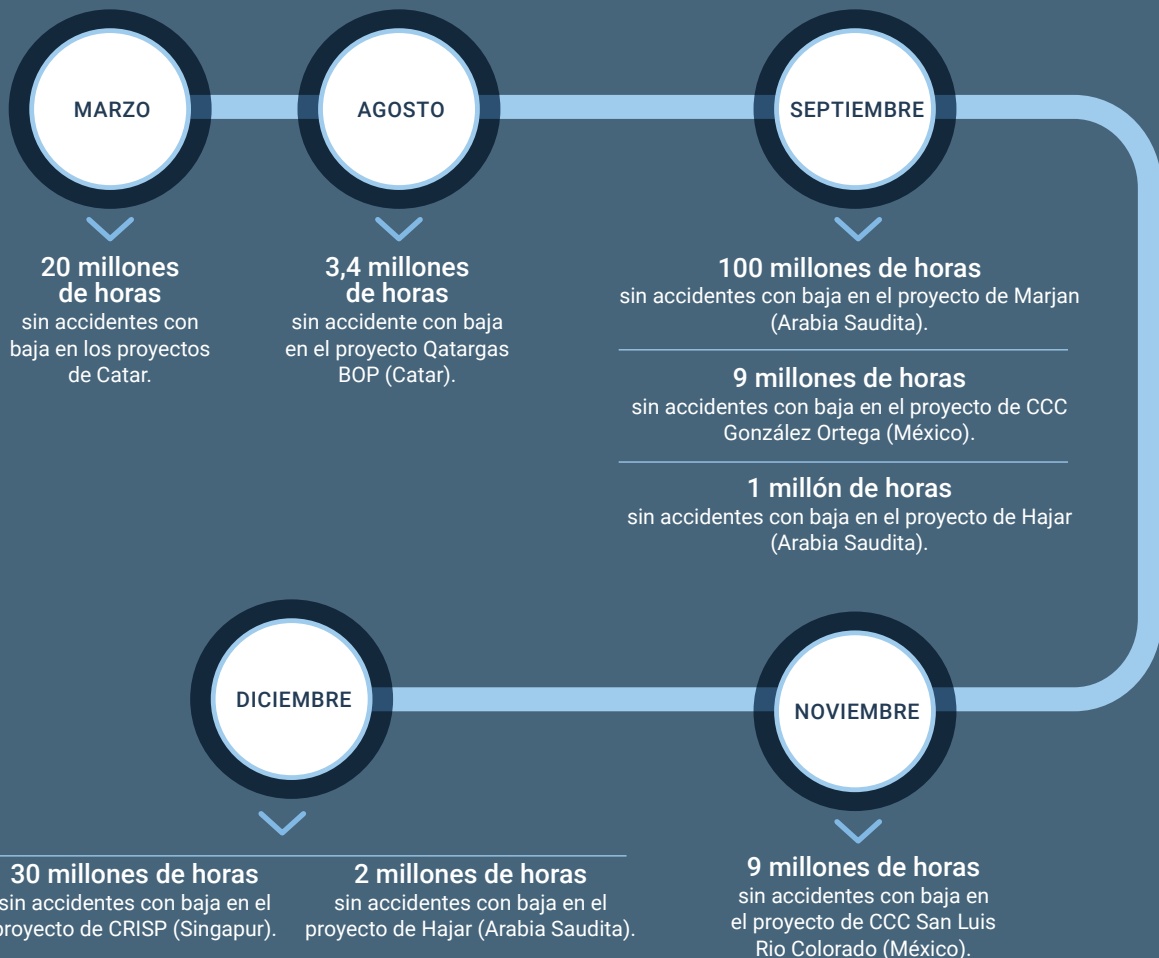 MARZO
20 millones
de horas
sin accidentes con
baja en los proyectos
de Catar.
AGOSTO
3,4 millones
de horas
sin accidente con baja
en el proyecto Qatargas
BOP (Catar).
SEPTIEMBRE
100 millones de horas
sin accidentes con baja en el proyecto de Marjan
(Arabia Saudita).
9 millones de horas
sin accidentes con baja en el proyecto de CCC
González Ortega (México).
1 millón de horas
sin accidentes con baja en el proyecto de Hajar
(Arabia Saudita).
NOVIEMBRE
9 millones de horas
sin accidentes con baja en
el proyecto de CCC San Luis
Rio Colorado (México).
DICIEMBRE
30 millones de horas
sin accidentes con baja en el
proyecto de CRISP (Singapur).
2 millones de horas
sin accidentes con baja en el
proyecto de Hajar (Arabia Saudita).